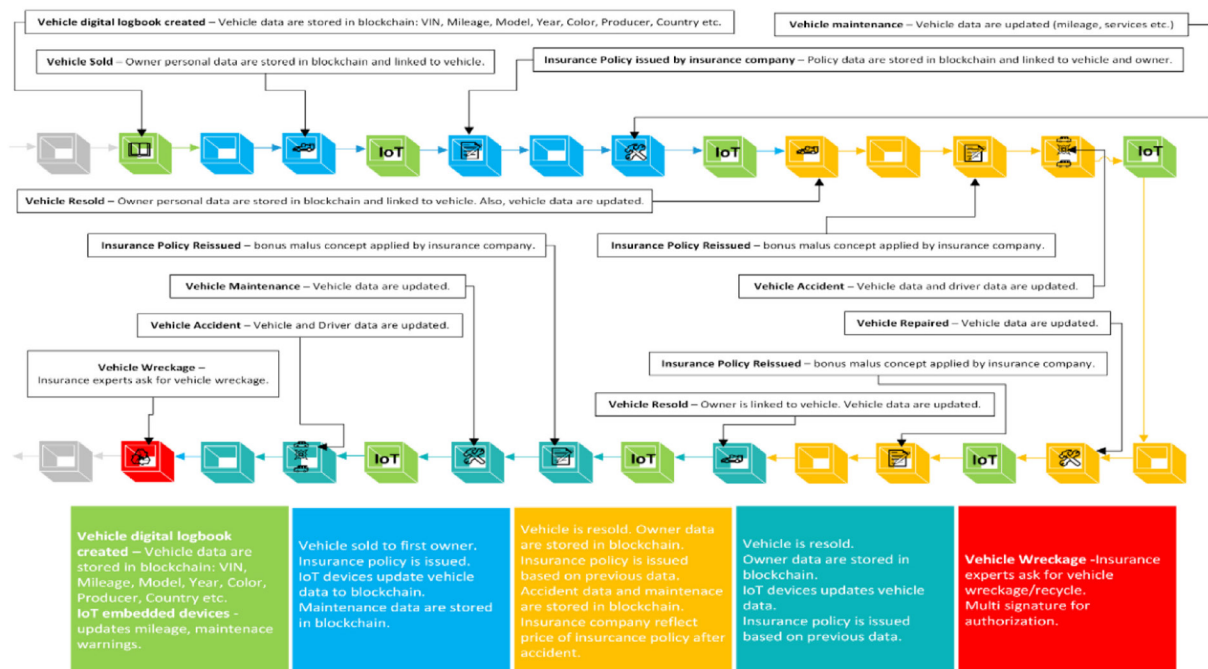 Vehicle digital logbook created – Vehicle data are stored in blockchain: VIN, Mileage, Model, Year, Color, Producer, Country etc.
Vehicle maintenance – Vehicle data are updated (mileage, services etc.)
Vehicle Sold – Owner personal data are stored in blockchain and linked to vehicle.
Insurance Policy issued by insurance company – Policy data are stored in blockchain and linked to vehicle and owner.
IoT
IoT
IoT
Vehicle Resold – Owner personal data are stored in blockchain and linked to vehicle. Also, vehicle data are updated.
Insurance Policy Reissued – bonus malus concept applied by insurance company.
Insurance Policy Reissued – bonus malus concept applied by insurance company.
Vehicle Maintenance – Vehicle data are updated.
Vehicle Accident – Vehicle data and driver data are updated.
Vehicle Accident – Vehicle and Driver data are updated.
Vehicle Repaired – Vehicle data are updated.
Vehicle Wreckage –
Insurance experts ask for vehicle wreckage.
Insurance Policy Reissued – bonus malus concept applied by insurance company.
Vehicle Resold – Owner is linked to vehicle. Vehicle data are updated.
IoT
IoT
IoT
Vehicle digital logbook
created – Vehicle data are
stored in blockchain: VIN,
Mileage, Model, Year, Color,
Producer, Country etc.
IoT embedded devices -
updates mileage, maintenace
warnings.
Vehicle sold to first owner.
Insurance policy is issued.
IoT devices update vehicle
data to blockchain.
Maintenance data are stored
in blockchain.
Vehicle is resold. Owner data
are stored in blockchain.
Insurance policy is issued
based on previous data.
Accident data and maintenace
are stored in blockchain.
Insurance company reflect
price of insurcance policy after
accident.
Vehicle is resold.
Owner data are stored in
blockchain.
IoT devices updates vehicle
data.
Insurance policy is issued
based on previous data.
Vehicle Wreckage -Insurance
experts ask for vehicle
wreckage/recycle.
Multi signature for
authorization.